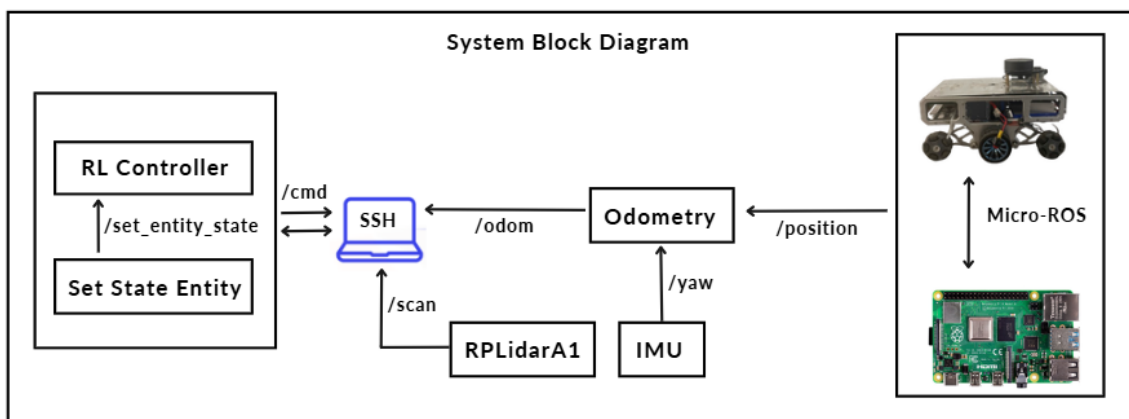 System Block Diagram
RL Controller
/set_entity_state
Set State Entity
/cmd
SSH
/odom
Odometry
/position
/scan
/yaw
RPLidarA1
IMU
Micro-ROS
HDMI